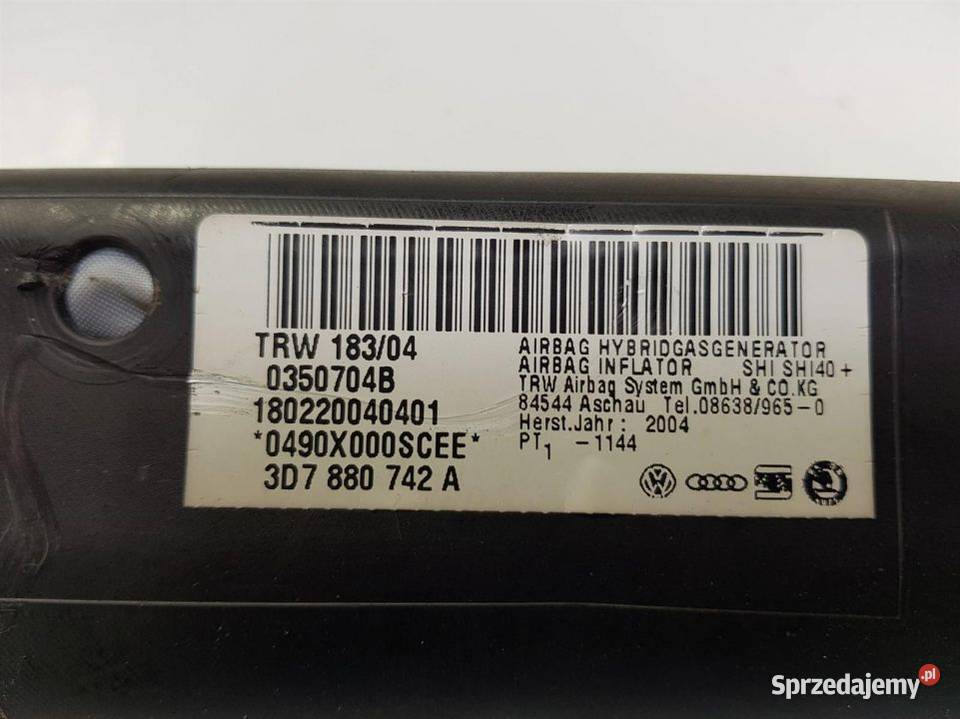 TRW 183/04
0350704B
180220040401
*0490X000SCEE*
3D7 880 742 A
AIRBAG HYBRIDGASGENERATOR
AIRBAG INFLATOR SHI SHI40 +
TRW Airbag System GmbH & CO.KG
84544 Aschau Tel.08638/965-0
Herst.Jahr: 2004
PT1 -1144
Sprzedajemy.pl